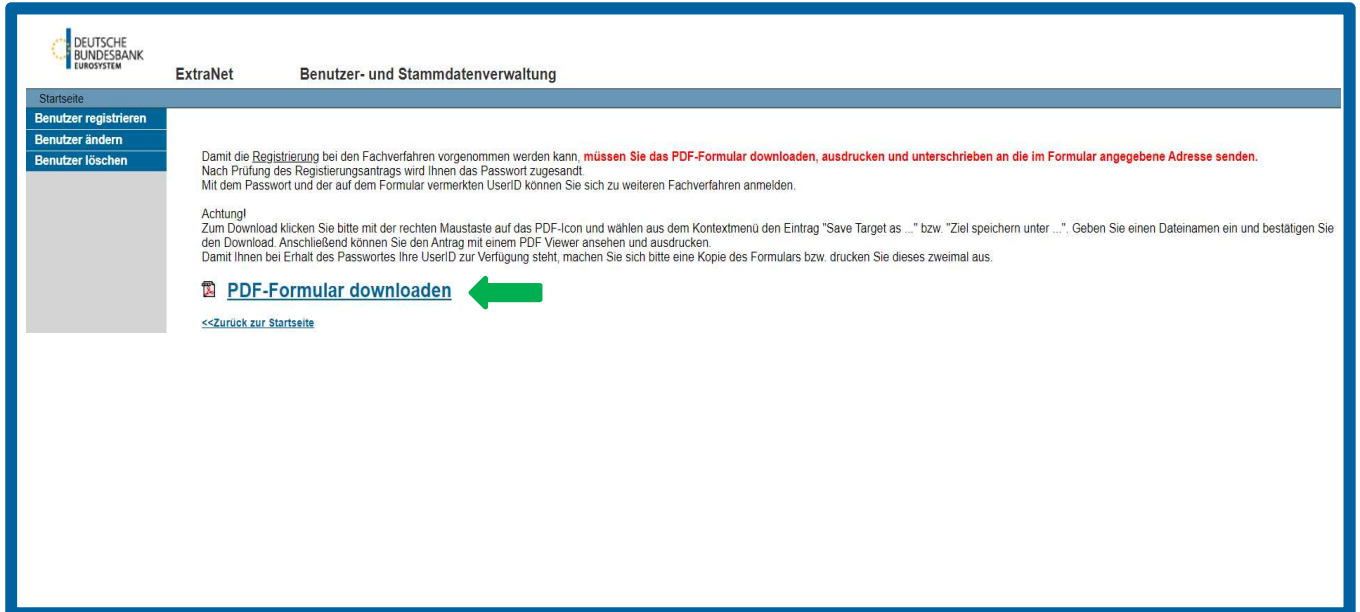 DEUTSCHE
BUNDESBANK
EUROSYSTEM
ExtraNet Benutzer- und Stammdatenverwaltung
Startseite
Benutzer registrieren
Benutzer ändern
Benutzer löschen
Damit die Registrierung bei den Fachverfahren vorgenommen werden kann, müssen Sie das PDF-Formular downloaden, ausdrucken und unterschrieben an die im Formular angegebene Adresse senden.
Nach Prüfung des Registierungsantrags wird Ihnen das Passwort zugesandt.
Mit dem Passwort und der auf dem Formular vermerkten UserID können Sie sich zu weiteren Fachverfahren anmelden.
Achtung!
Zum Download klicken Sie bitte mit der rechten Maustaste auf das PDF-Icon und wählen aus dem Kontextmenü den Eintrag "Save Target as ..." bzw. "Ziel speichern unter ...". Geben Sie einen Dateinamen ein und bestätigen Sie
den Download. Anschließend können Sie den Antrag mit einem PDF Viewer ansehen und ausdrucken.
Damit Ihnen bei Erhalt des Passwortes Ihre UserID zur Verfügung steht, machen Sie sich bitte eine Kopie des Formulars bzw. drucken Sie dieses zweimal aus.
PDF-Formular downloaden
<<Zurück zur Startseite